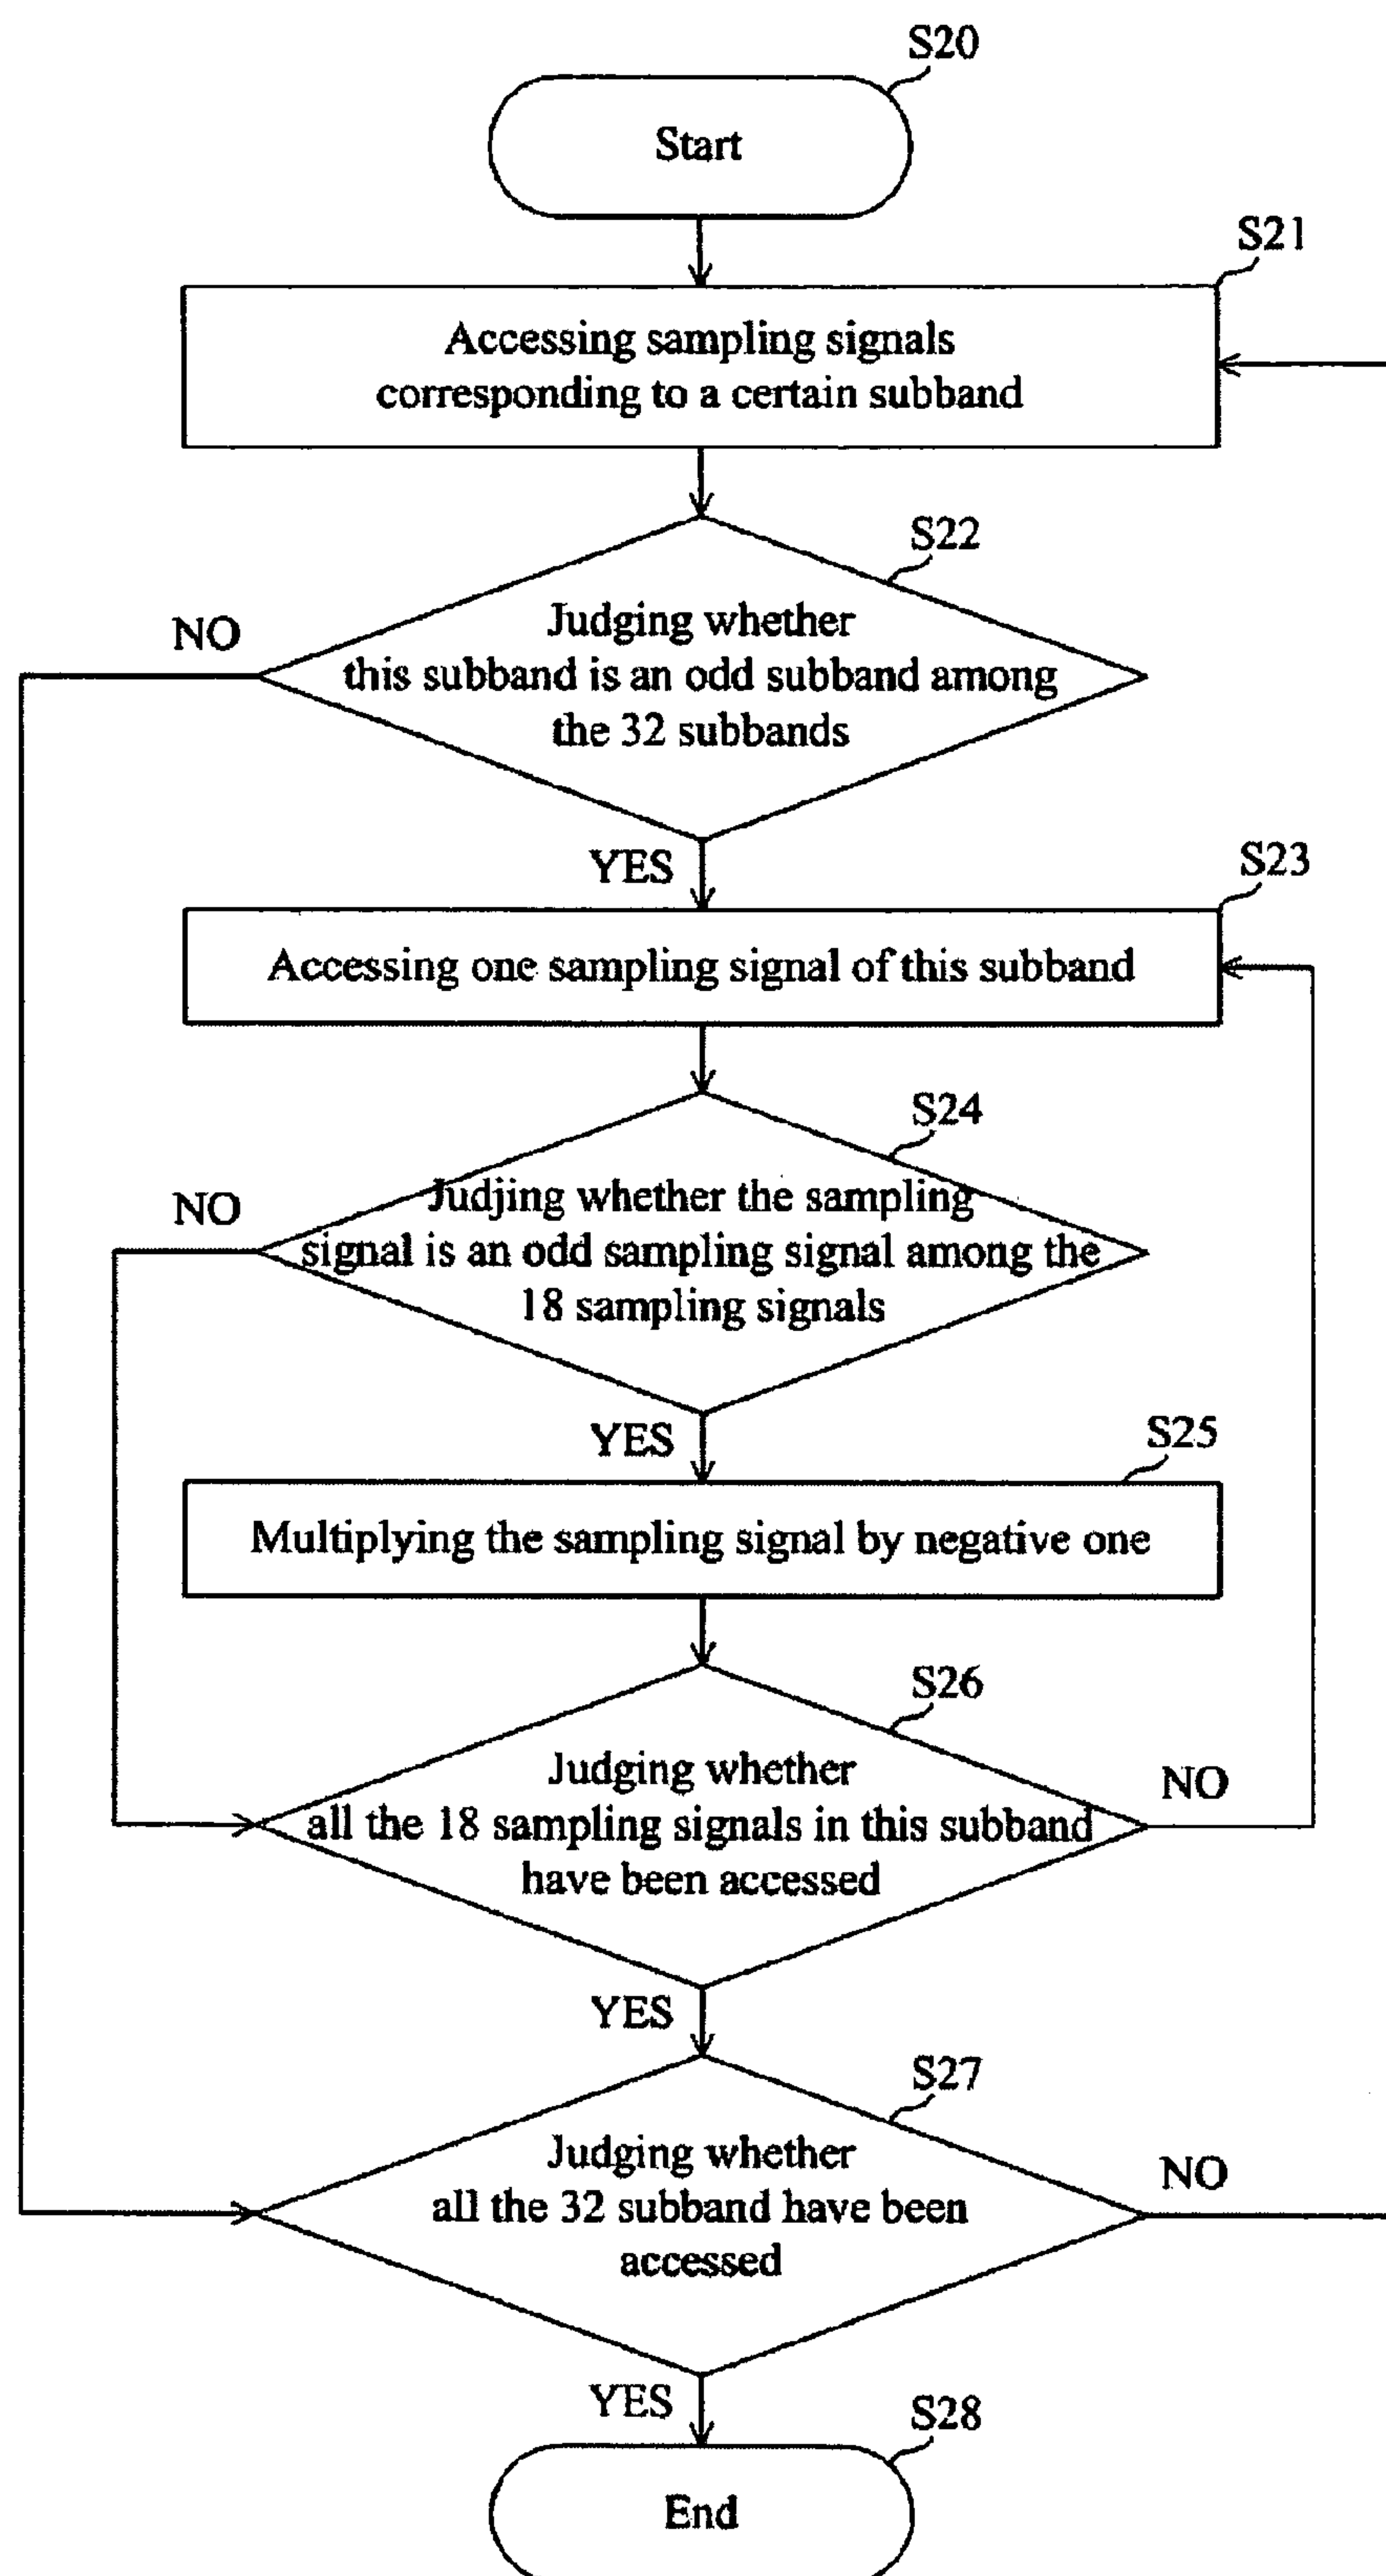 S20
Start
S21
Accessing sampling signals
corresponding to a certain subband
S22
NO
Judging whether
this subband is an odd subband among
the 32 subbands
YES
S23
Accessing one sampling signal of this subband
S24
NO
Judjing whether the sampling
signal is an odd sampling signal among the
18 sampling signals
YES
S25
Multiplying the sampling signal by negative one
S26
Judging whether
all the 18 sampling signals in this subband
have been accessed
NO
YES
S27
Judging whether
all the 32 subband have been
accessed
NO
YES
S28
End